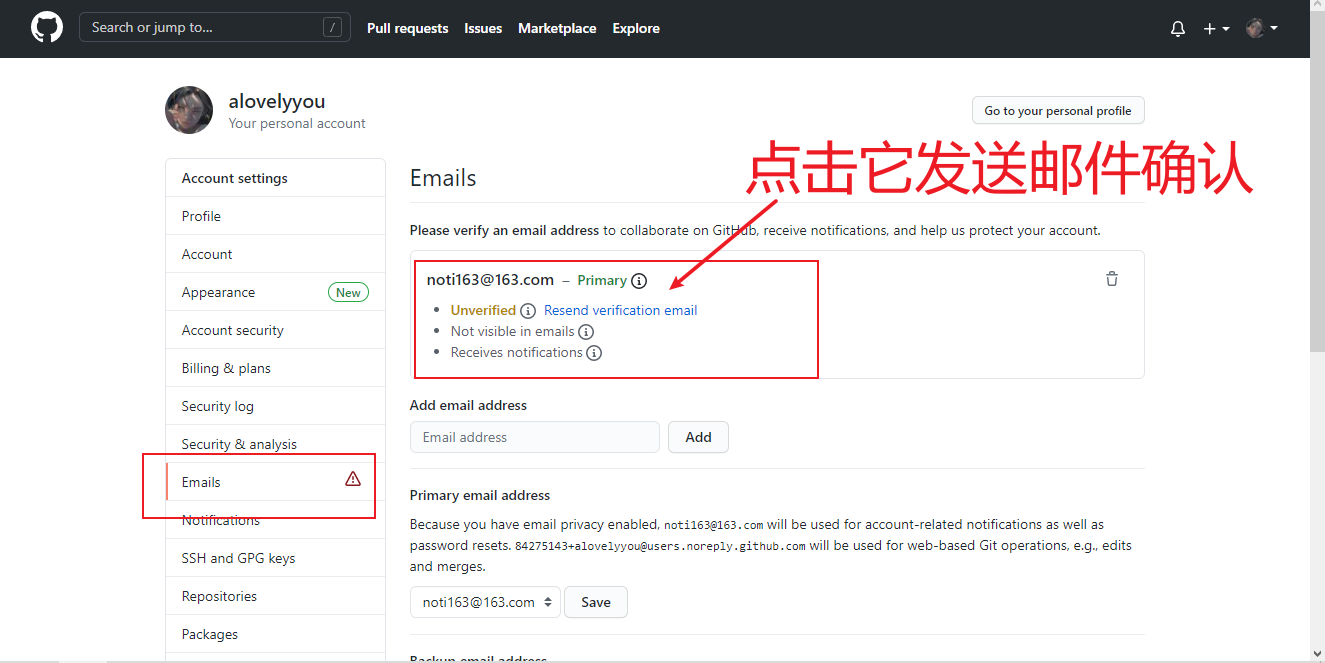 Search or jump to... /
Pull requests Issues Marketplace Explore
alovelyyou
Your personal account
Go to your personal profile
点击它发送邮件确认
Account settings
Profile
Account
Appearance New
Account security
Billing & plans
Security log
Security & analysis
Emails
Notifications
SSH and GPG keys
Repositories
Packages
Emails
Please verify an email address to collaborate on GitHub, receive notifications, and help us protect your account.
noti163@163.com – Primary
Unverified Resend verification email
Not visible in emails
Receives notifications
Add email address
Email address Add
Primary email address
Because you have email privacy enabled, noti163@163.com will be used for account-related notifications as well as
password resets. 84275143+alovelyyou@users.noreply.github.com will be used for web-based Git operations, e.g., edits
and merges.
noti163@163.com Save
Backup email address